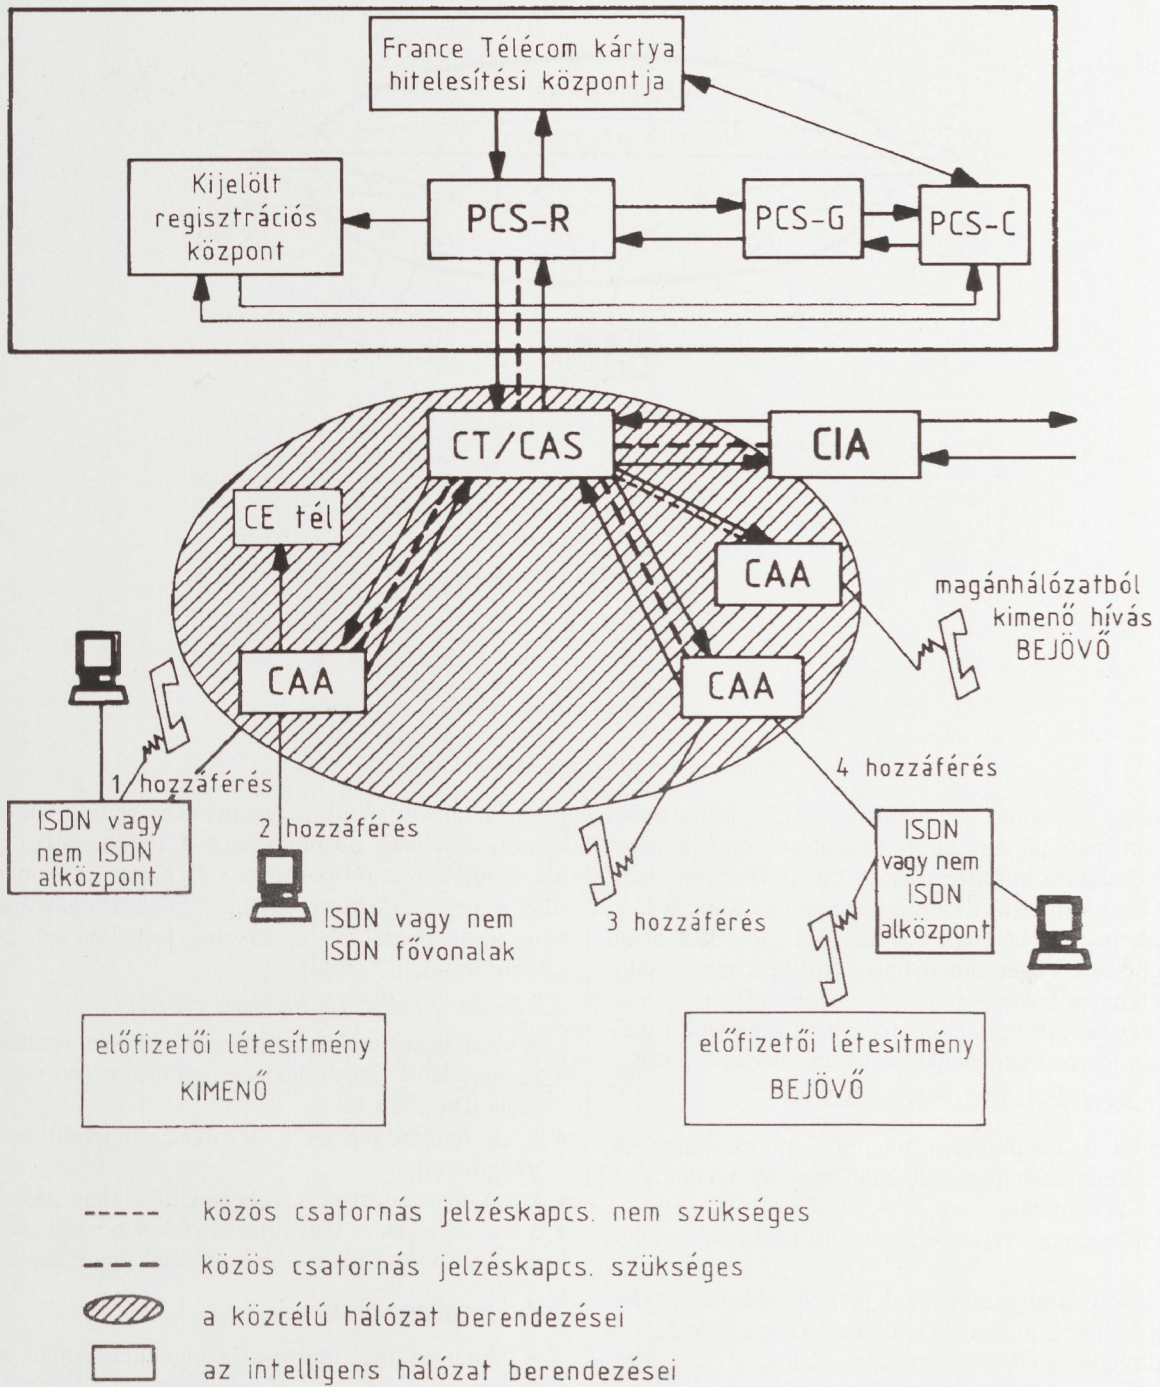 France Télécom kártya
hitelesítési központja
Kijelölt
regisztrációs
központ
PCS-R
PCS-G
PCS-C
CT/CAS
CIA
CE tél
CAA
magánhálózatból
kimenő hívás
BEJÖVŐ
CAA
CAA
4 hozzáférés
1 hozzáférés
ISDN vagy
nem ISDN
alközpont
2 hozzáférés
ISDN vagy nem
ISDN fővonalak
3 hozzáférés
ISDN
vagy nem
ISDN
alközpont
előfizetői létesítmény
KIMENŐ
előfizetői létesítmény
BEJÖVŐ
közös csatornás jelzéskapcs. nem szükséges
közös csatornás jelzéskapcs. szükséges
a közcélú hálózat berendezései
az intelligens hálózat berendezései